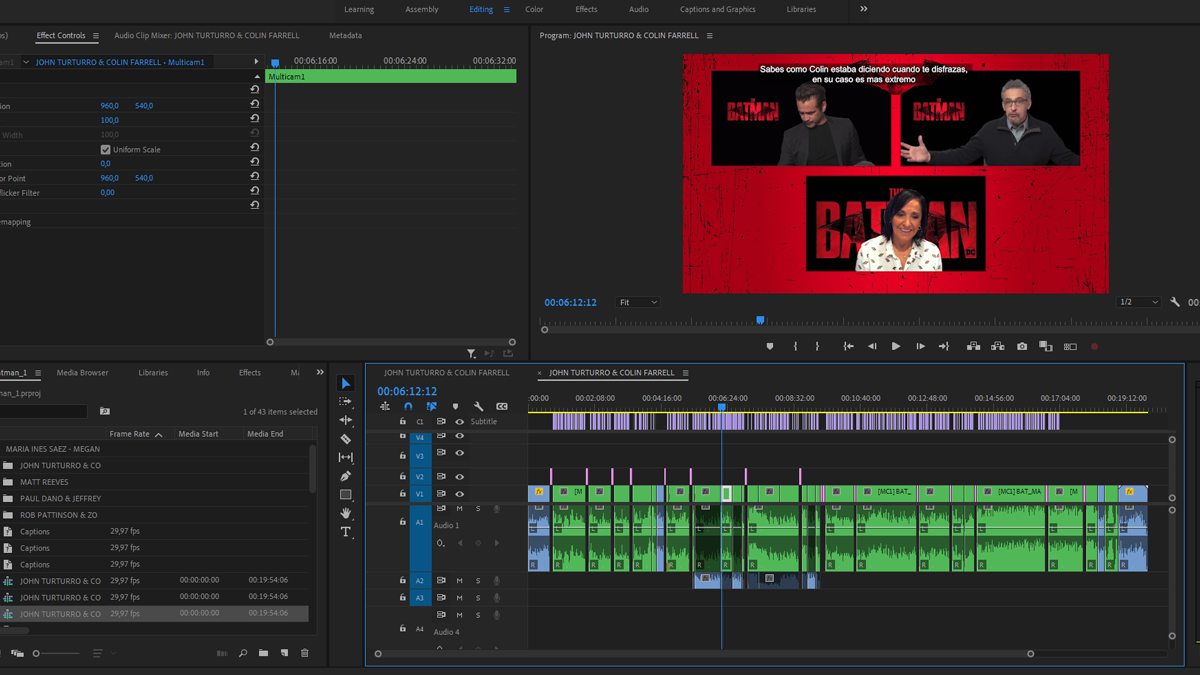 Learning Assembly Editing Color Effects Audio Captions and Graphics Libraries
Effect Controls Audio Clip Mixer: JOHN TURTURRO & COLIN FARRELL Metadata
JOHN TURTURRO & COLIN FARRELL • Multicam1
00:06:16:00 00:06:24:00 00:06:32:00
Multicam1
960,0 540,0
100,0
Width 100,0
Uniform Scale
0,0
or Point 960,0 540,0
licker Filter 0,00
emapping
Program: JOHN TURTURRO & COLIN FARRELL
Sabes como Colin estaba diciendo cuando te disfrazas,
en su caso es mas extremo
BATMAN
BATMAN
THE
BATMAN
DC
00:06:12:12 Fit 1/2 00
atman_1 Media Browser Libraries Info Effects Ma
man_1.prproj
1 of 43 items selected
Frame Rate Media Start Media End
MARIA INES SAEZ - MEGAN
JOHN TURTURRO & CO
MATT REEVES
PAUL DANO & JEFFREY
ROB PATTINSON & ZO
Captions 29,97 fps
Captions 29,97 fps
Captions 29,97 fps
JOHN TURTURRO & CO 29,97 fps 00:00:00:00 00:19:54:06
JOHN TURTURRO & CO 29,97 fps 00:00:00:00 00:19:54:06
JOHN TURTURRO & CO 29,97 fps 00:00:00:00 00:19:54:06
JOHN TURTURRO & COLIN FARRELL × JOHN TURTURRO & COLIN FARRELL
00:06:12:12
:00:00 00:02:08:00 00:04:16:00 00:06:24:00 00:08:32:00 00:10:40:00 00:12:48:00 00:14:56:00 00:17:04:00 00:19:12:00
C1 Subtitle
V4
V3
V2
V1 fx [M [MC1] BAT_ [MC1] BAT_MA [M fx
M S
A1 Audio 1
A2 M S
A3 M S
M S
A4 Audio 4